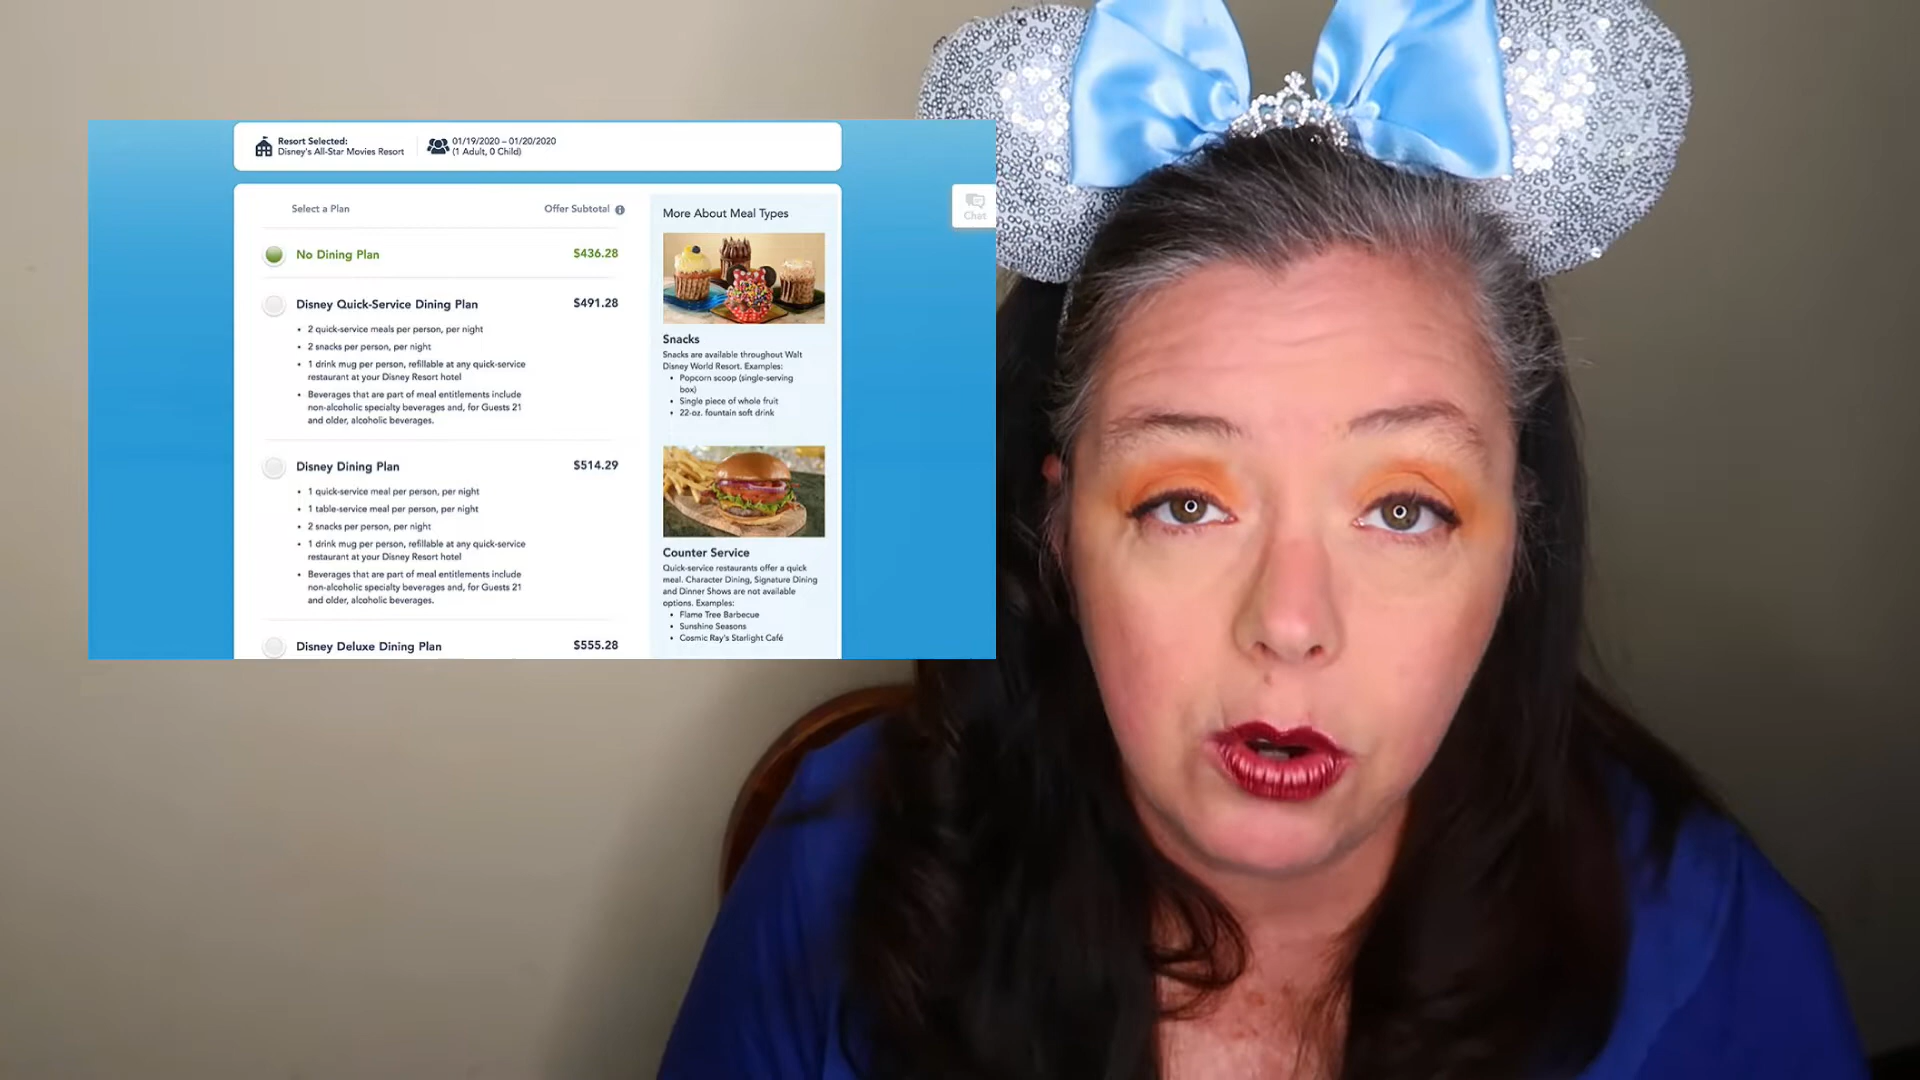 Resort Selected:
Disney's All-Star Movies Resort
01/19/2020 – 01/20/2020
(1 Adult, 0 Child)
Chat
Select a Plan
Offer Subtotal
No Dining Plan
$436.28
Disney Quick-Service Dining Plan
$491.28
• 2 quick-service meals per person, per night
• 2 snacks per person, per night
• 1 drink mug per person, refillable at any quick-service
restaurant at your Disney Resort hotel
• Beverages that are part of meal entitlements include
non-alcoholic specialty beverages and, for Guests 21
and older, alcoholic beverages.
Disney Dining Plan
$514.29
• 1 quick-service meal per person, per night
• 1 table-service meal per person, per night
• 2 snacks per person, per night
• 1 drink mug per person, refillable at any quick-service
restaurant at your Disney Resort hotel
• Beverages that are part of meal entitlements include
non-alcoholic specialty beverages and, for Guests 21
and older, alcoholic beverages.
Disney Deluxe Dining Plan
$555.28
More About Meal Types
Snacks
Snacks are available throughout Walt
Disney World Resort. Examples:
• Popcorn scoop (single-serving
box)
• Single piece of whole fruit
• 22-oz. fountain soft drink
Counter Service
Quick-service restaurants offer a quick
meal. Character Dining, Signature Dining
and Dinner Shows are not available
options. Examples:
• Flame Tree Barbecue
• Sunshine Seasons
• Cosmic Ray's Starlight Café